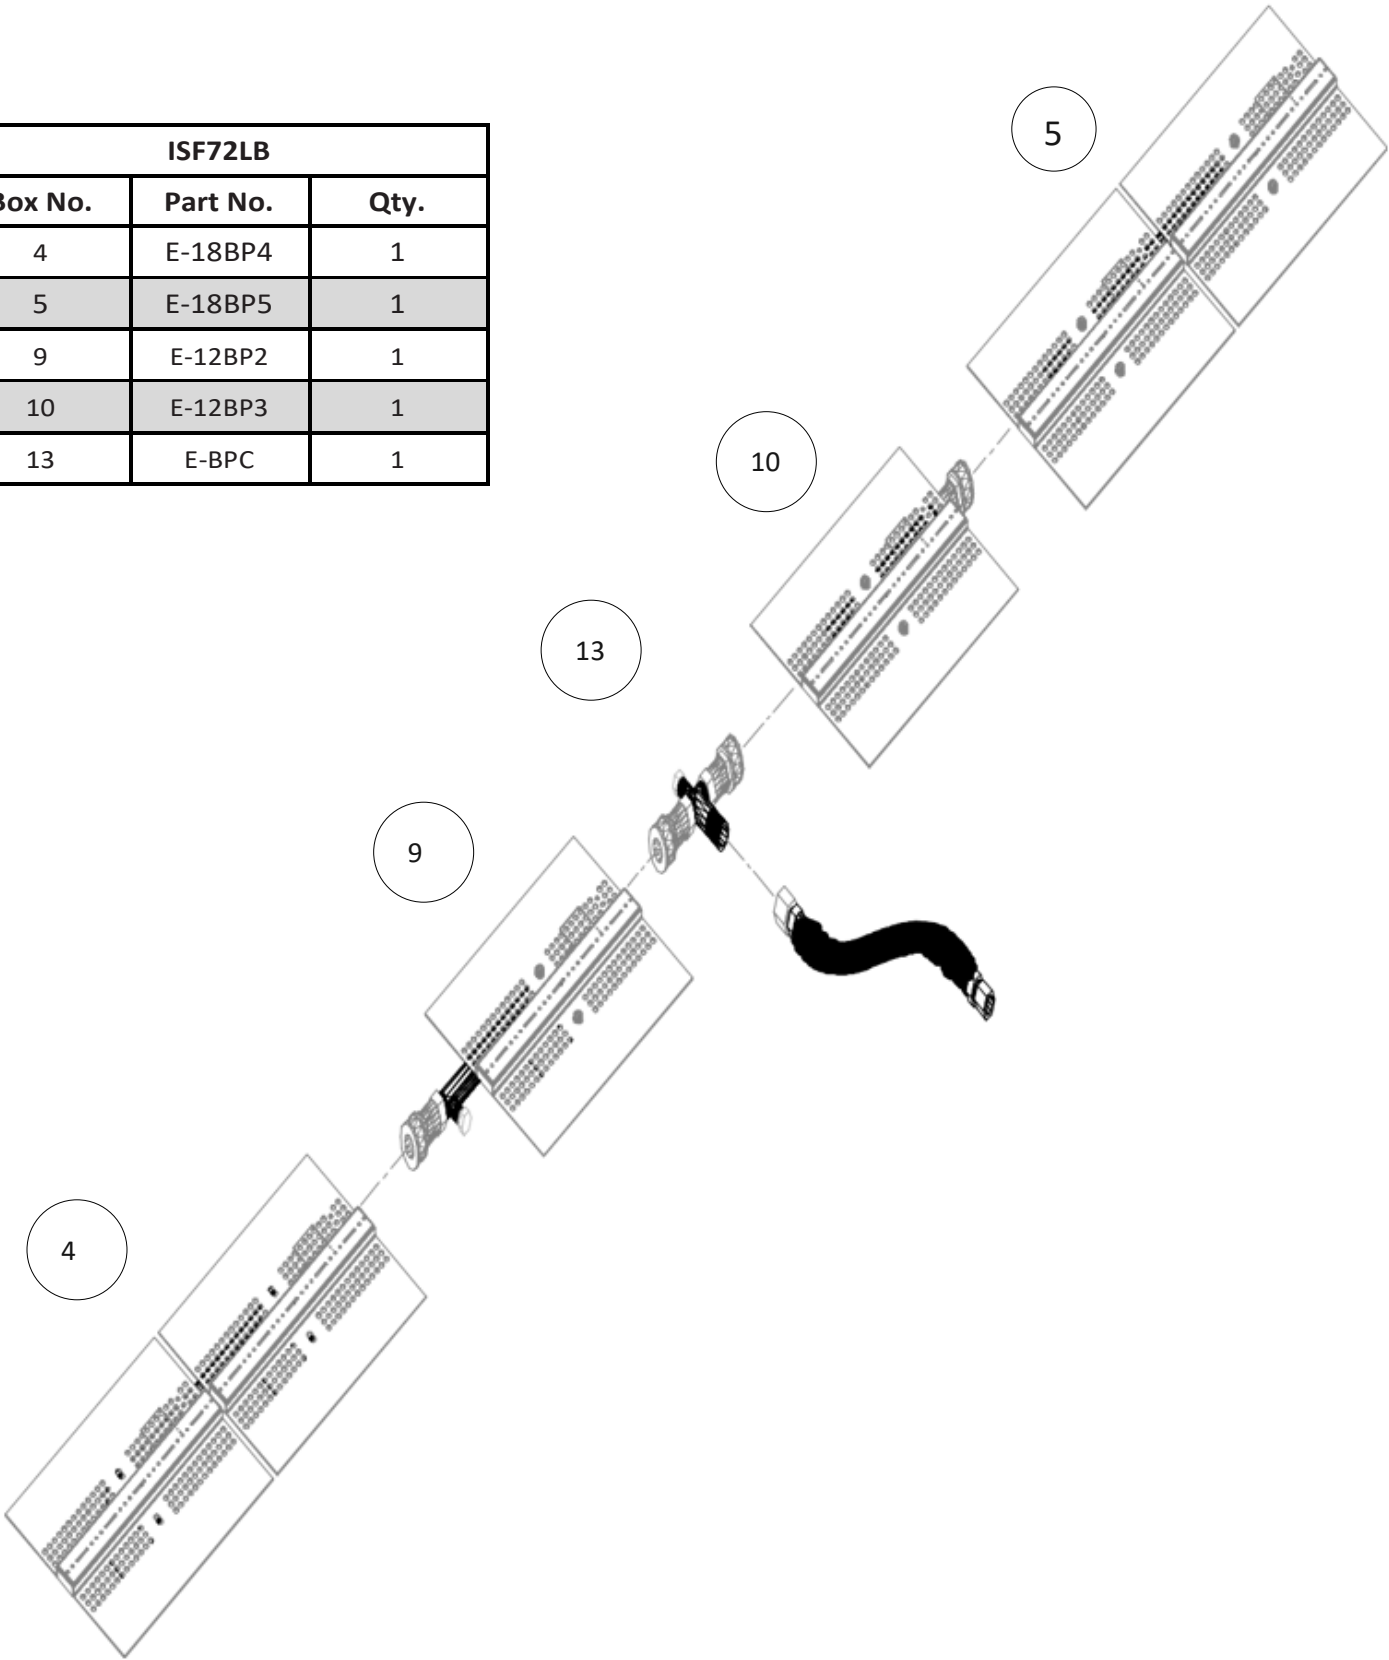 ISF72LB
Box No. Part No. Qty.
4 E-18BP4 1
5 E-18BP5 1
9 E-12BP2 1
10 E-12BP3 1
13 E-BPC 1
5
10
13
9
4